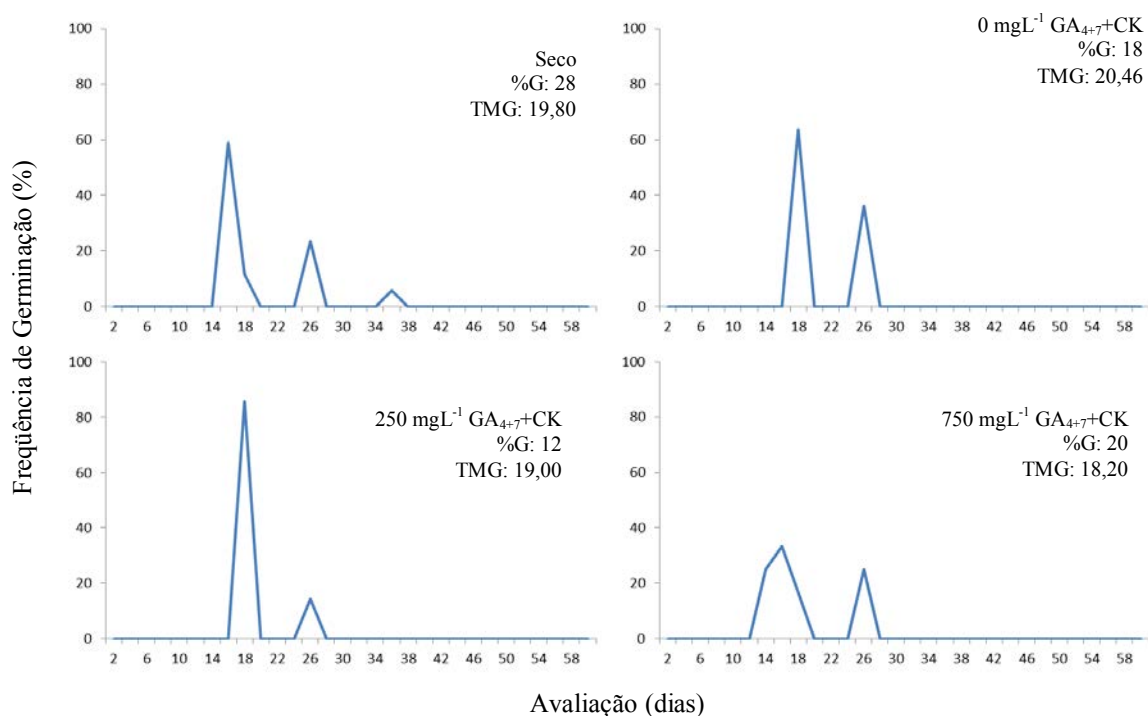 Freqüência de Germinação (%)
100
80
60
40
20
0
Seco
%G: 28
TMG: 19,80
2 6 10 14 18 22 26 30 34 38 42 46 50 54 58
100
80
60
40
20
0
0 mgL⁻¹ GA₄₊₇+CK
%G: 18
TMG: 20,46
2 6 10 14 18 22 26 30 34 38 42 46 50 54 58
100
80
60
40
20
0
250 mgL⁻¹ GA₄₊₇+CK
%G: 12
TMG: 19,00
2 6 10 14 18 22 26 30 34 38 42 46 50 54 58
100
80
60
40
20
0
750 mgL⁻¹ GA₄₊₇+CK
%G: 20
TMG: 18,20
2 6 10 14 18 22 26 30 34 38 42 46 50 54 58
Avaliação (dias)